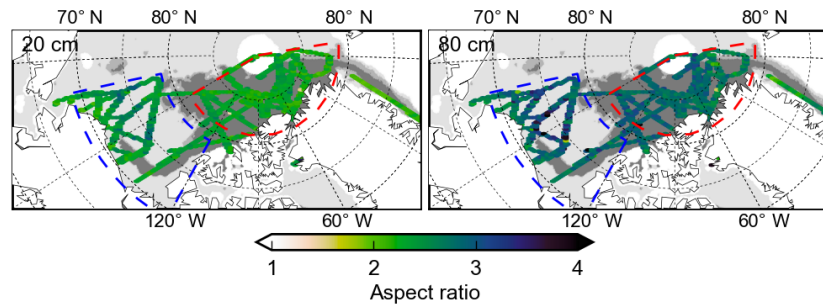 70° N 80° N 70° N 80° N
20 cm 80° N 80 cm 80° N
120° W 60° W 120° W 60° W
1 2 3 4
Aspect ratio